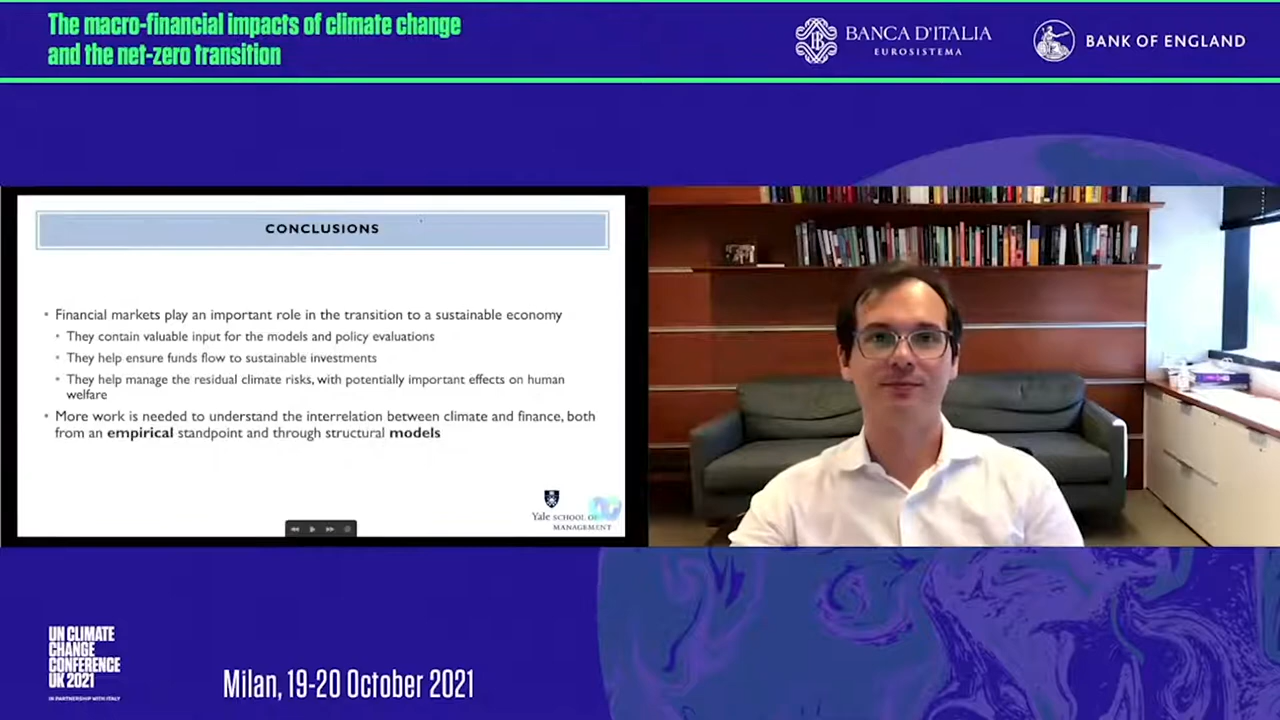 The macro-financial impacts of climate change
and the net-zero transition
BANCA D'ITALIA
EUROSISTEMA
BANK OF ENGLAND
CONCLUSIONS
• Financial markets play an important role in the transition to a sustainable economy
• They contain valuable input for the models and policy evaluations
• They help ensure funds flow to sustainable investments
• They help manage the residual climate risks, with potentially important effects on human
welfare
• More work is needed to understand the interrelation between climate and finance, both
from an empirical standpoint and through structural models
Yale SCHOOL OF
MANAGEMENT
UN CLIMATE
CHANGE
CONFERENCE
UK 2021
IN PARTNERSHIP WITH ITALY
Milan, 19-20 October 2021